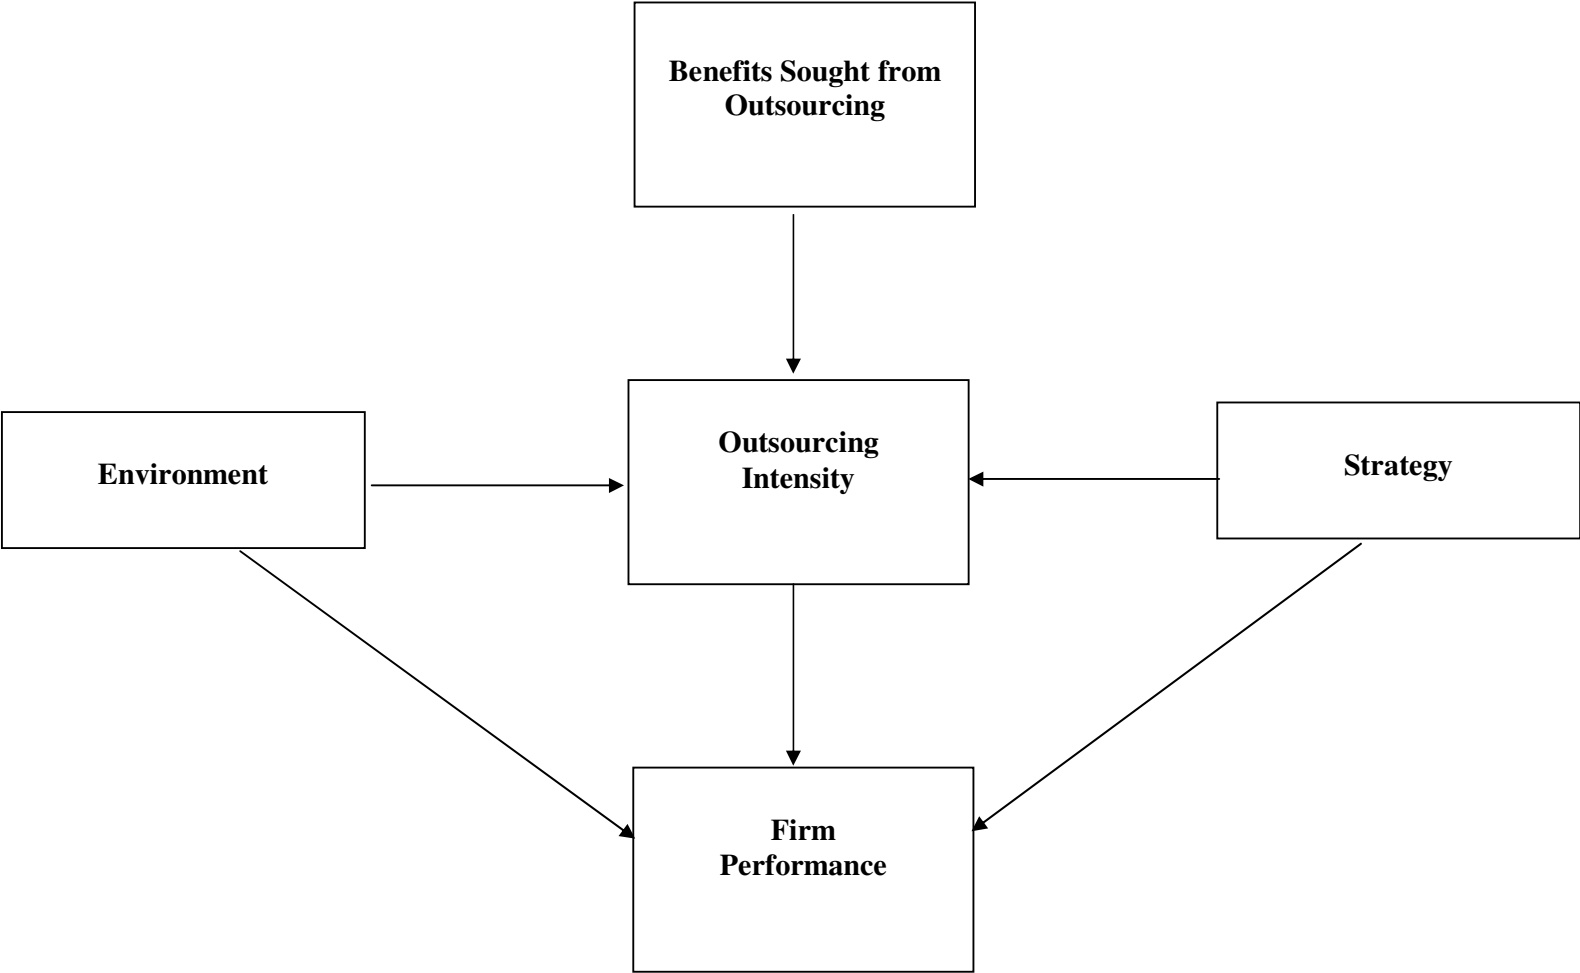 Benefits Sought from
Outsourcing
Outsourcing
Intensity
Environment
Strategy
Firm
Performance